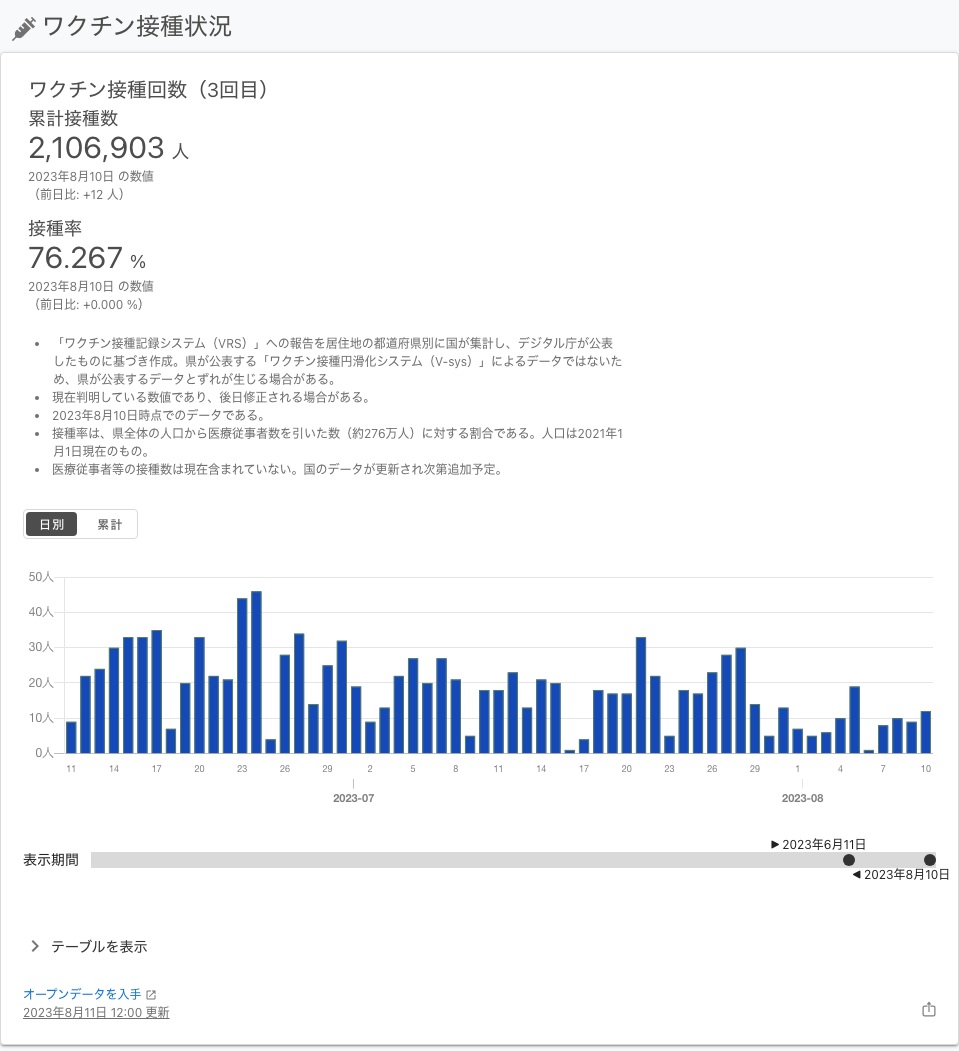 ワクチン接種状況
ワクチン接種回数（3回目）
累計接種数
2,106,903 人
2023年8月10日 の数値
（前日比: +12 人）
接種率
76.267 %
2023年8月10日 の数値
（前日比: +0.000 %）
• 「ワクチン接種記録システム（VRS）」への報告を居住地の都道府県別に国が集計し、デジタル庁が公表
したものに基づき作成。県が公表する「ワクチン接種円滑化システム（V-sys）」によるデータではないた
め、県が公表するデータとずれが生じる場合がある。
• 現在判明している数値であり、後日修正される場合がある。
• 2023年8月10日時点でのデータである。
• 接種率は、県全体の人口から医療従事者数を引いた数（約276万人）に対する割合である。人口は2021年1
月1日現在のもの。
• 医療従事者等の接種数は現在含まれていない。国のデータが更新され次第追加予定。
日別 累計
50人
40人
30人
20人
10人
0人
11 14 17 20 23 26 29 2 5 8 11 14 17 20 23 26 29 1 4 7 10
2023-07 2023-08
▶ 2023年6月11日
表示期間
◀ 2023年8月10日
テーブルを表示
オープンデータを入手
2023年8月11日 12:00 更新